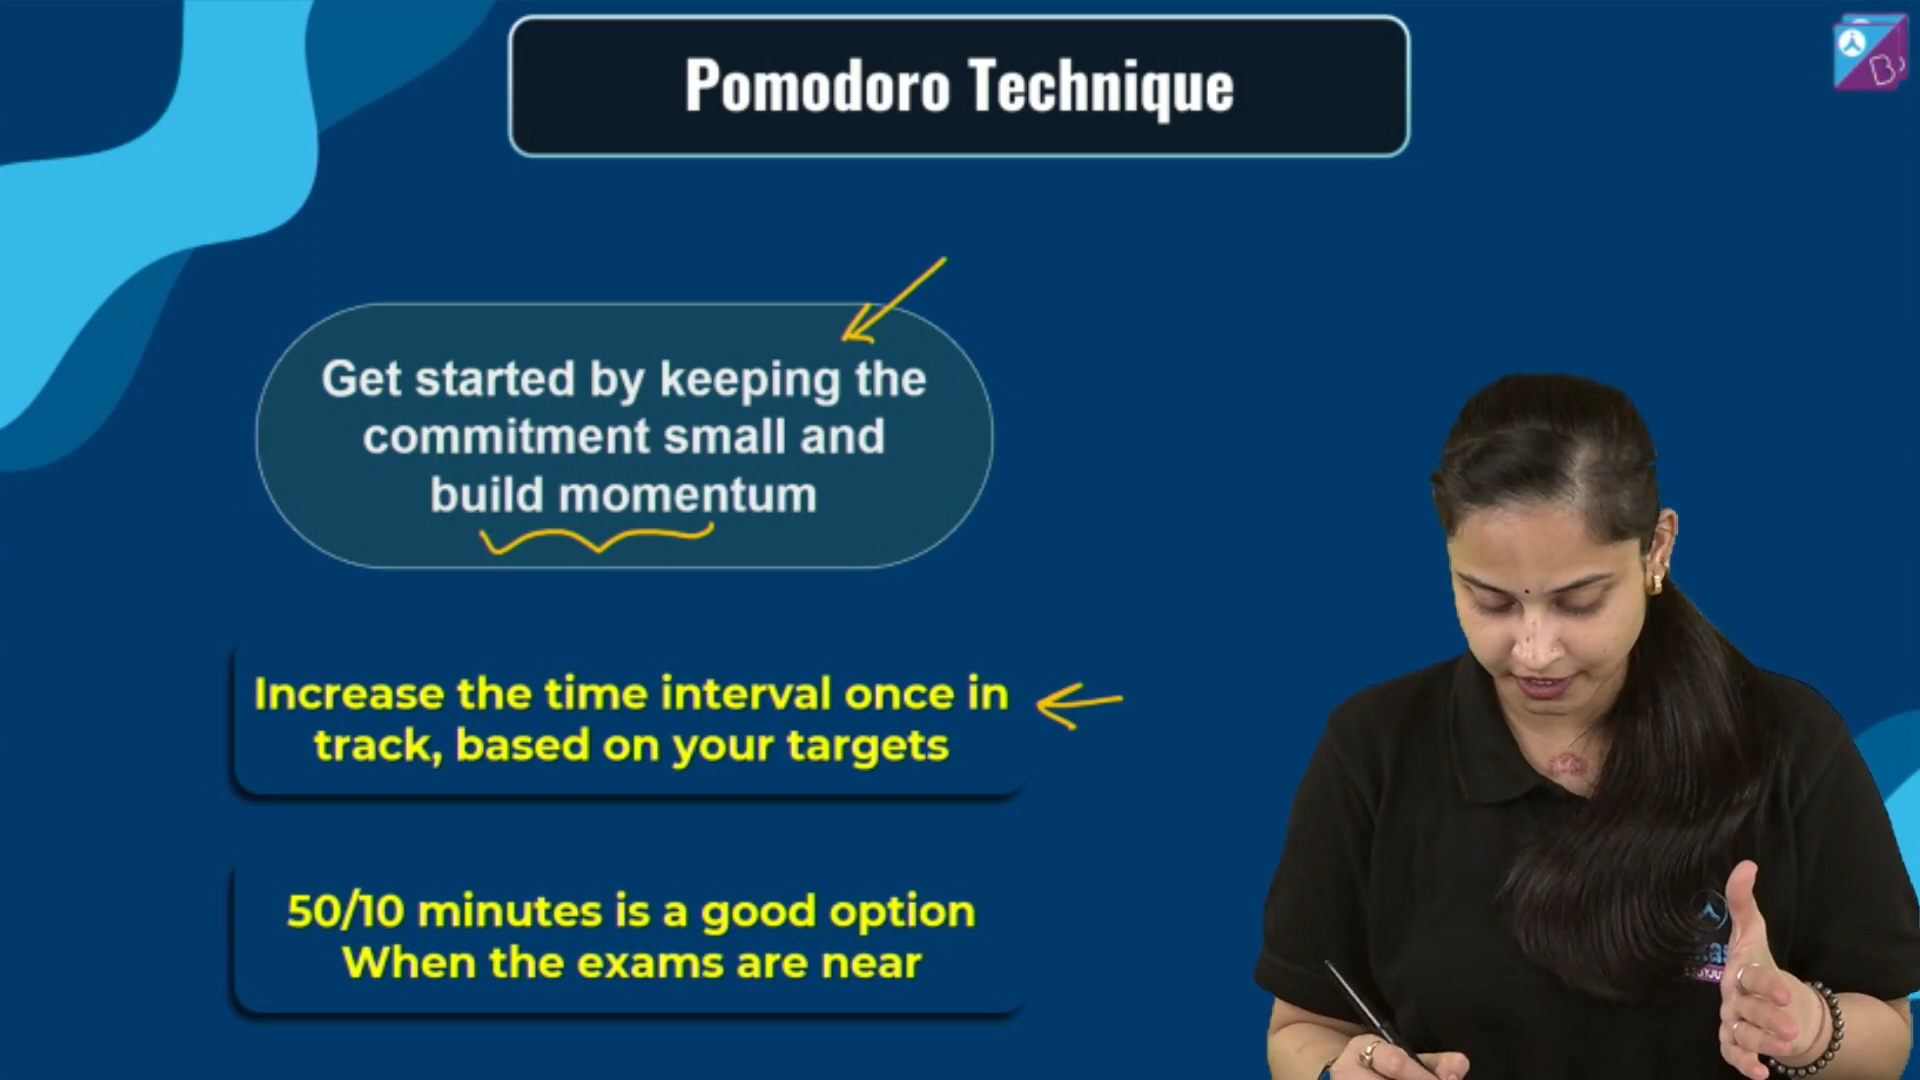 Pomodoro Technique
Get started by keeping the
commitment small and
build momentum
Increase the time interval once in
track, based on your targets
50/10 minutes is a good option
When the exams are near